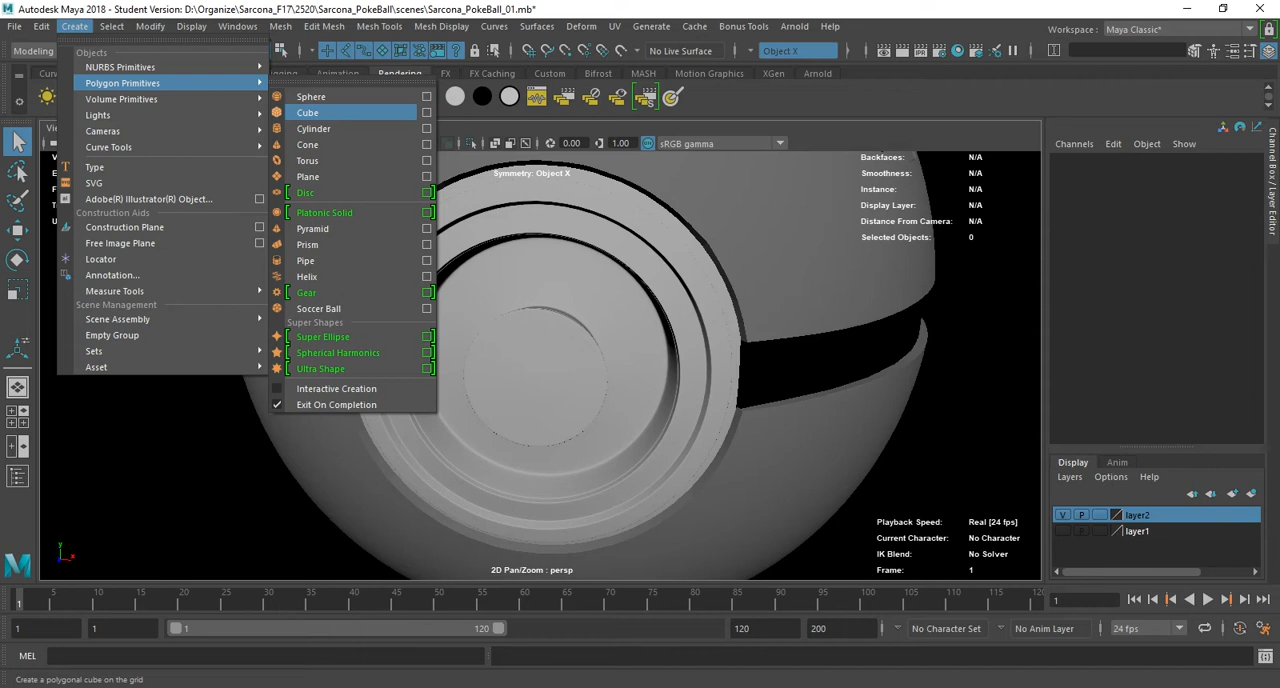 Autodesk Maya 2018 - Student Version: D:\Organize\Sarcona_F17\2520\Sarcona_PokeBall\scenes\Sarcona_PokeBall_01.mb*
File Edit Create Select Modify Display Windows Mesh Edit Mesh Mesh Tools Mesh Display Curves Surfaces Deform UV Generate Cache Toon Bonus Tools Arnold Help
Workspace : Maya Classic*
Modeling
No Live Surface
Object X
Rendering FX FX Caching Custom Bifrost MASH Motion Graphics XGen Arnold
Objects
NURBS Primitives
Polygon Primitives
Volume Primitives
Lights
Cameras
Curve Tools
Type
SVG
Adobe(R) Illustrator(R) Object...
Construction Aids
Construction Plane
Free Image Plane
Locator
Annotation...
Measure Tools
Scene Management
Scene Assembly
Empty Group
Sets
Asset
Sphere
Cube
Cylinder
Cone
Torus
Plane
Disc
Platonic Solid
Pyramid
Prism
Pipe
Helix
Gear
Soccer Ball
Super Shapes
Super Ellipse
Spherical Harmonics
Ultra Shape
Interactive Creation
Exit On Completion
0.00 1.00 sRGB gamma
Symmetry: Object X
Backfaces: N/A
Smoothness: N/A
Instance: N/A
Display Layer: N/A
Distance From Camera: N/A
Selected Objects: 0
Channels Edit Object Show
Channel Box / Layer Editor
Display Anim
Layers Options Help
V P layer2
layer1
Playback Speed: Real [24 fps]
Current Character: No Character
IK Blend: No Solver
Frame: 1
2D Pan/Zoom : persp
y
x
1 5 10 15 20 25 30 35 40 45 50 55 60 65 70 75 80 85 90 95 100 105 110 115 120
1
1 1 1 120 120 200 No Character Set No Anim Layer 24 fps
MEL
Create a polygonal cube on the grid